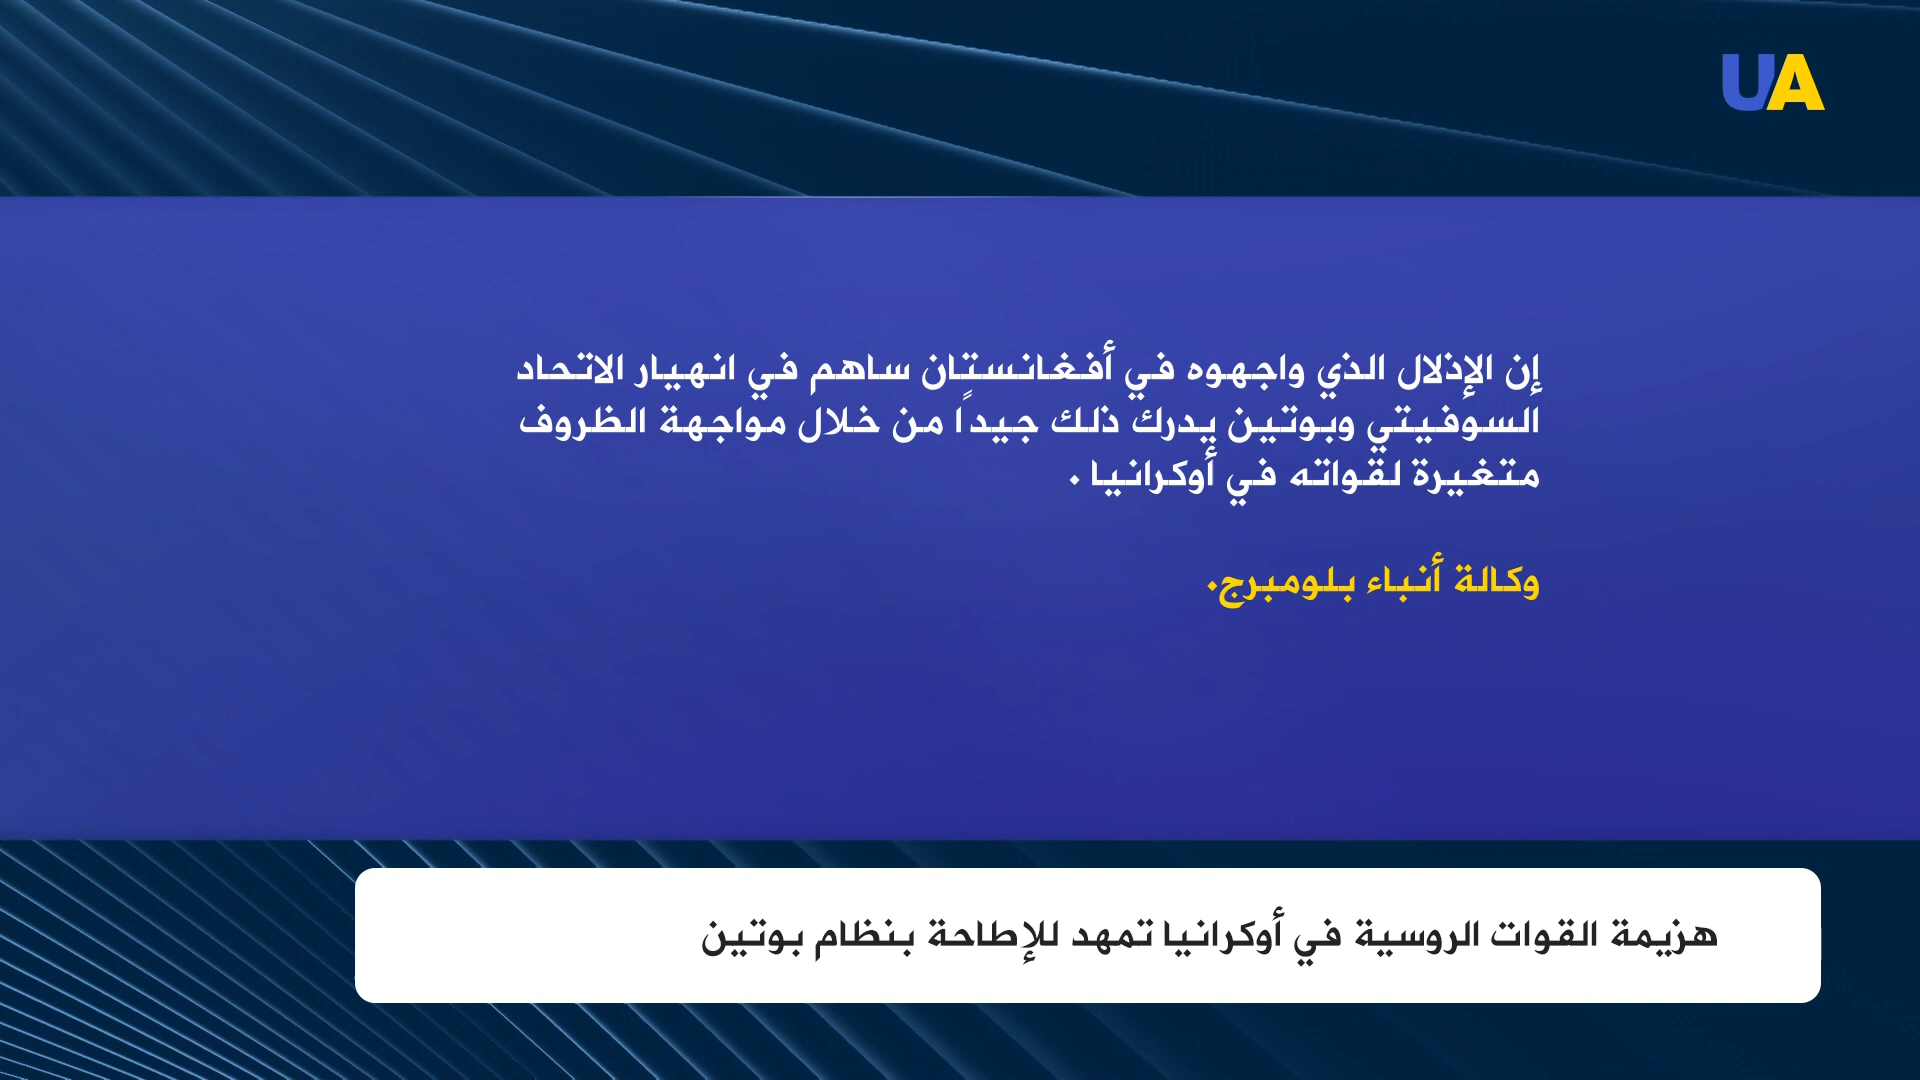 UA
إن الإذلال الذي واجهوه في أفغانستان ساهم في انهيار الاتحاد
السوفيتي وبوتين يدرك ذلك جيداً من خلال مواجهة الظروف
متغيرة لقواته في أوكرانيا .
وكالة أنباء بلومبرج.
هزيمة القوات الروسية في أوكرانيا تمهد للإطاحة بنظام بوتين